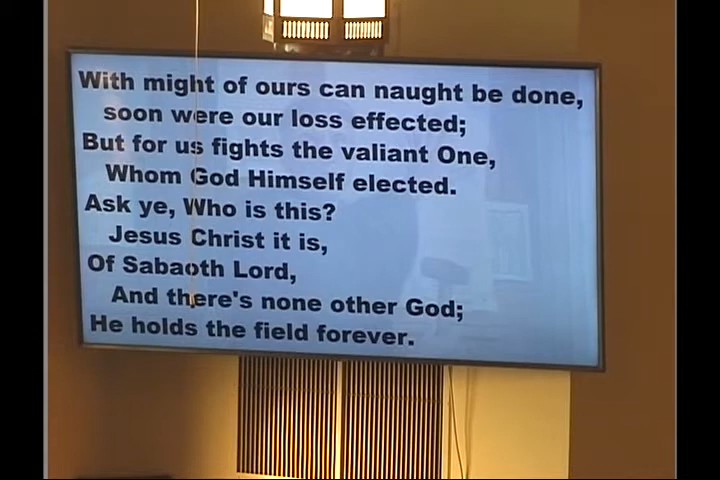 With might of ours can naught be done,
soon were our loss effected;
But for us fights the valiant One,
Whom God Himself elected.
Ask ye, Who is this?
Jesus Christ it is,
Of Sabaoth Lord,
And there's none other God;
He holds the field forever.